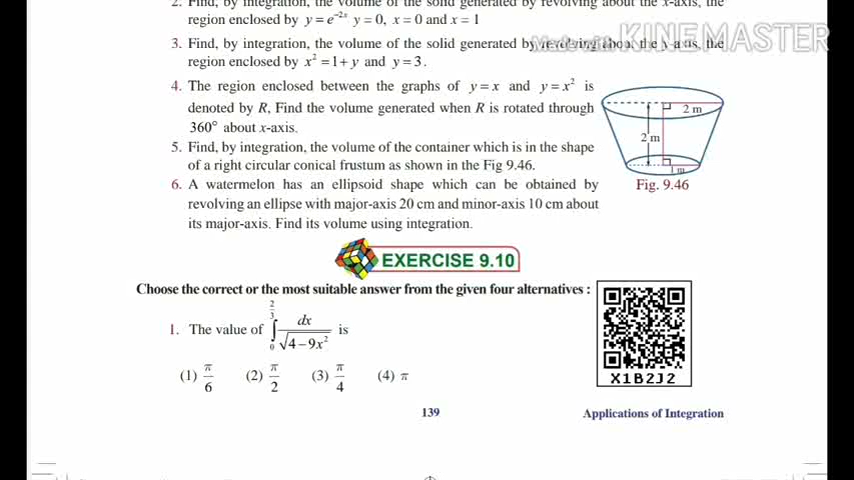 2. Find, by integration, the volume of the solid generated by revolving about the x-axis, the
region enclosed by y = e⁻²ˣ y = 0, x = 0 and x = 1
3. Find, by integration, the volume of the solid generated by revolving about the y-axis, the
region enclosed by x² = 1 + y and y = 3.
Made with KINEMASTER
4. The region enclosed between the graphs of y = x and y = x² is
denoted by R, Find the volume generated when R is rotated through
360° about x-axis.
5. Find, by integration, the volume of the container which is in the shape
of a right circular conical frustum as shown in the Fig 9.46.
6. A watermelon has an ellipsoid shape which can be obtained by
revolving an ellipse with major-axis 20 cm and minor-axis 10 cm about
its major-axis. Find its volume using integration.
2 m
2 m
1 m
Fig. 9.46
EXERCISE 9.10
Choose the correct or the most suitable answer from the given four alternatives :
1. The value of ∫₀^(2/3) dx/√(4 – 9x²) is
(1) π/6 (2) π/2 (3) π/4 (4) π
X1B2J2
139 Applications of Integration